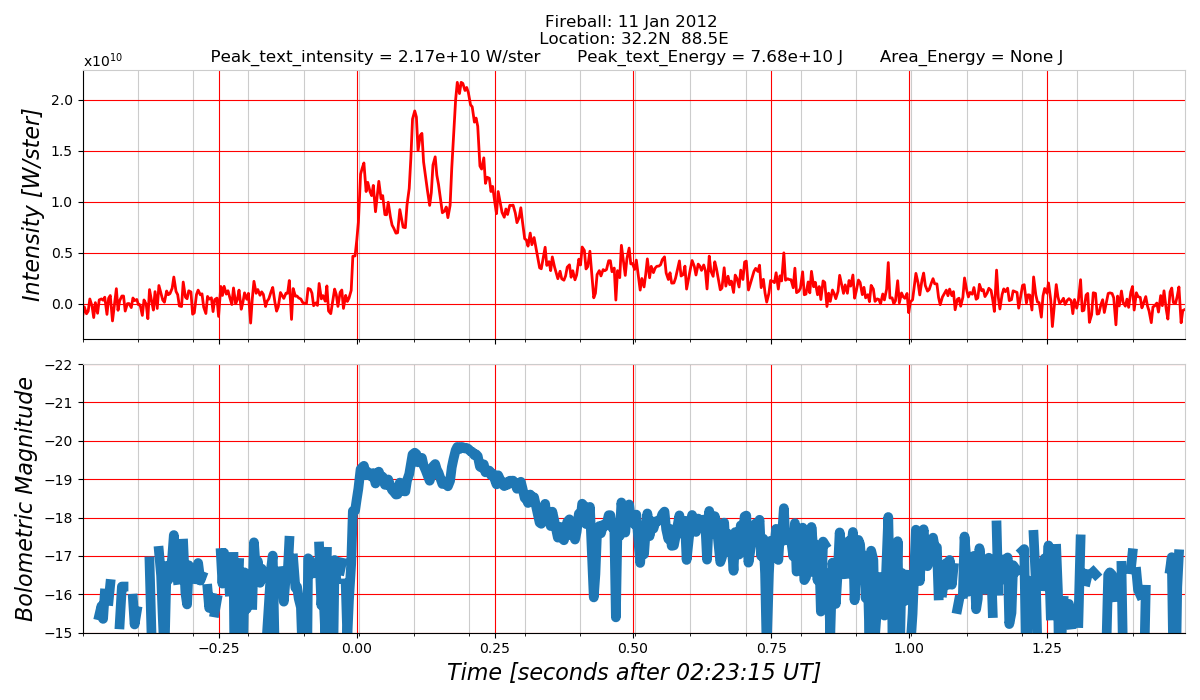 Fireball: 11 Jan 2012
Location: 32.2N  88.5E
Peak_text_intensity = 2.17e+10 W/ster       Peak_text_Energy = 7.68e+10 J       Area_Energy = None J
x10¹⁰
Intensity [W/ster]
2.0
1.5
1.0
0.5
0.0
Bolometric Magnitude
−22
−21
−20
−19
−18
−17
−16
−15
−0.25 0.00 0.25 0.50 0.75 1.00 1.25
Time [seconds after 02:23:15 UT]